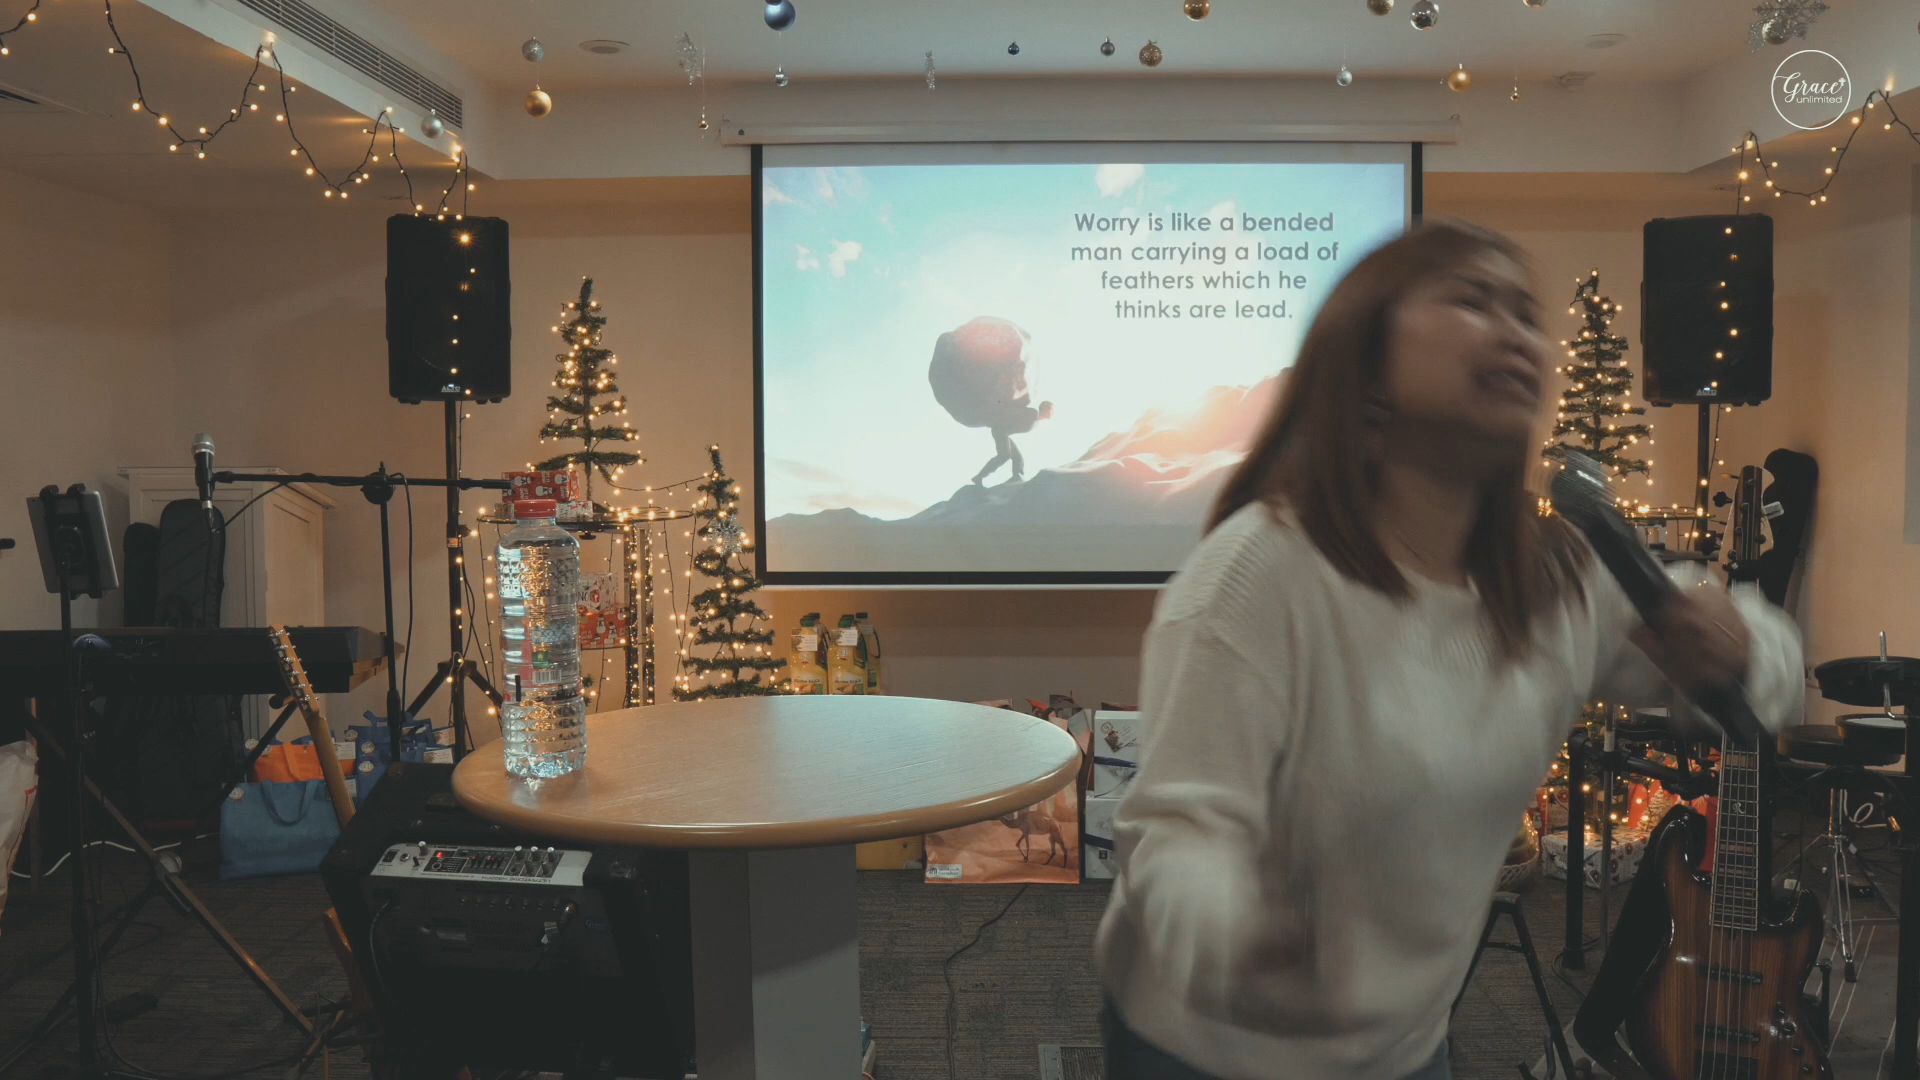 Grace
unlimited
Worry is like a bended
man carrying a load of
feathers which he
thinks are lead.